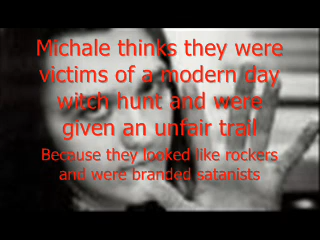 Michale thinks they were
victims of a modern day
witch hunt and were
given an unfair trail
Because they looked like rockers
and were branded satanists